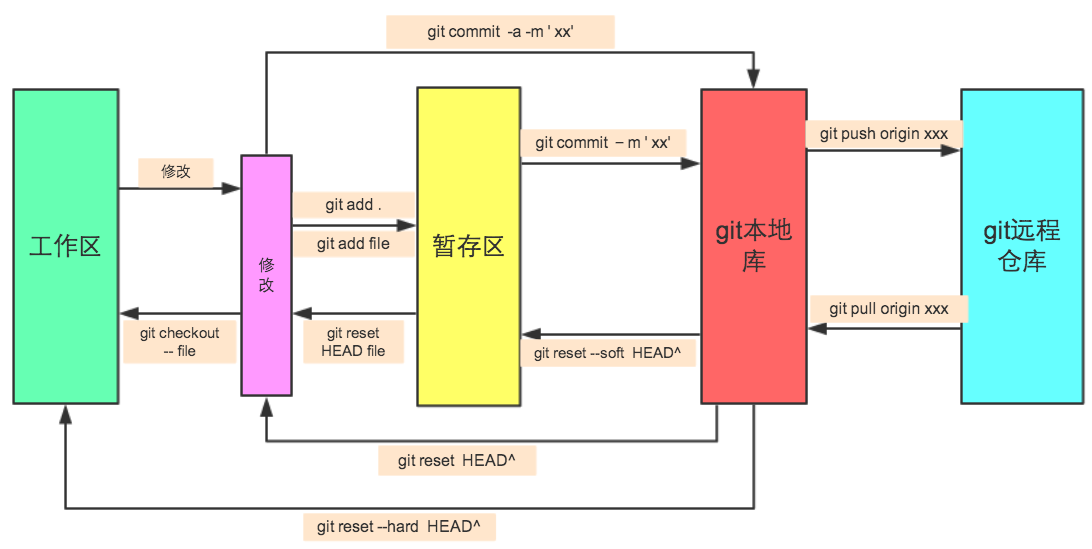 git commit -a -m ' xx'
git commit – m ' xx'
git push origin xxx
修改
git add .
git add file
工作区
修
改
暂存区
git本地
库
git远程
仓库
git checkout
-- file
git reset
HEAD file
git reset --soft HEAD^
git pull origin xxx
git reset HEAD^
git reset --hard HEAD^